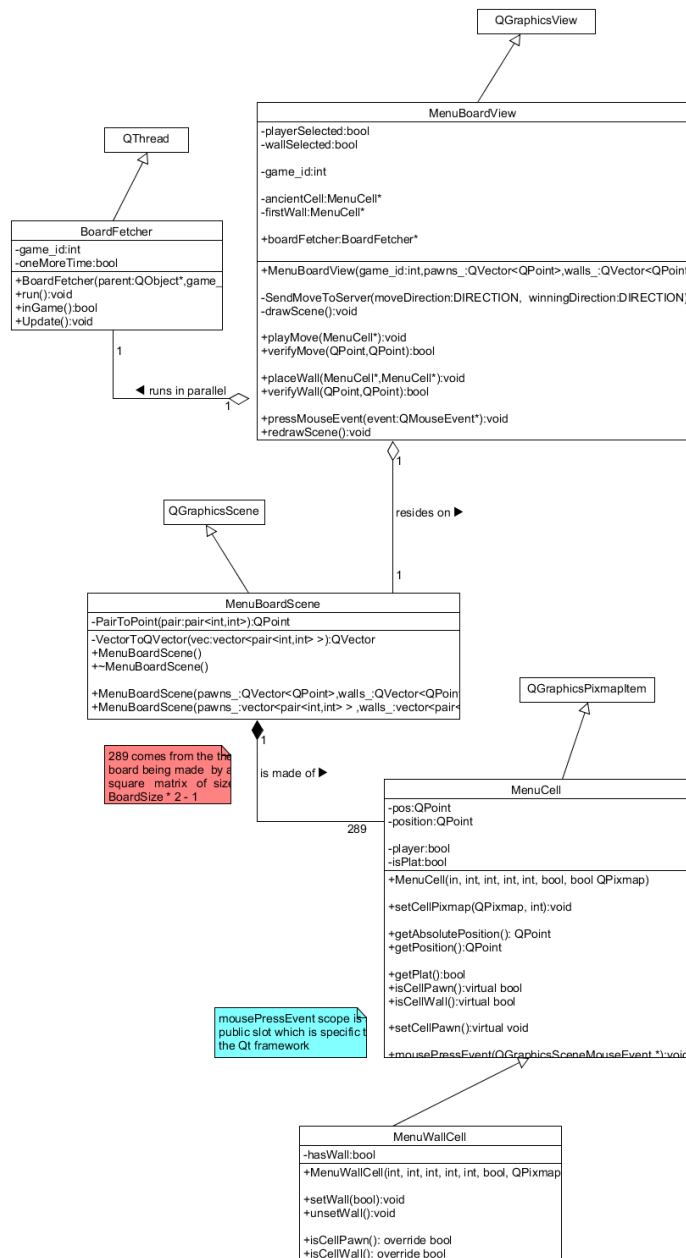 QGraphicsView
MenuBoardView
-playerSelected:bool
-wallSelected:bool
-game_id:int
-ancientCell:MenuCell*
-firstWall:MenuCell*
+boardFetcher:BoardFetcher*
+MenuBoardView(game_id:int,pawns_:QVector<QPoint>,walls_:QVector<QPoint
-SendMoveToServer(moveDirection:DIRECTION, winningDirection:DIRECTION)
-drawScene():void
+playMove(MenuCell*):void
+verifyMove(QPoint,QPoint):bool
+placeWall(MenuCell*,MenuCell*):void
+verifyWall(QPoint,QPoint):bool
+pressMouseEvent(event:QMouseEvent*):void
+redrawScene():void
QThread
BoardFetcher
-game_id:int
-oneMoreTime:bool
+BoardFetcher(parent:QObject*,game_
+run():void
+inGame():bool
+Update():void
1
◀ runs in parallel
1
1
resides on ▶
1
QGraphicsScene
MenuBoardScene
-PairToPoint(pair:pair<int,int>):QPoint
-VectorToQVector(vec:vector<pair<int,int> >):QVector
+MenuBoardScene()
+~MenuBoardScene()
+MenuBoardScene(pawns_:QVector<QPoint>,walls_:QVector<QPoin
+MenuBoardScene(pawns_:vector<pair<int,int> > ,walls_:vector<pair<
1
is made of ▶
289
289 comes from the the
board being made by a
square matrix of size
BoardSize * 2 - 1
QGraphicsPixmapItem
MenuCell
-pos:QPoint
-position:QPoint
-player:bool
-isPlat:bool
+MenuCell(in, int, int, int, int, bool, bool QPixmap)
+setCellPixmap(QPixmap, int):void
+getAbsolutePosition(): QPoint
+getPosition():QPoint
+getPlat():bool
+isCellPawn():virtual bool
+isCellWall():virtual bool
+setCellPawn():virtual void
+mousePressEvent(QGraphicsSceneMouseEvent *):void
mousePressEvent scope is
public slot which is specific t
the Qt framework
MenuWallCell
-hasWall:bool
+MenuWallCell(int, int, int, int, int, bool, QPixmap
+setWall(bool):void
+unsetWall():void
+isCellPawn(): override bool
+isCellWall(): override bool